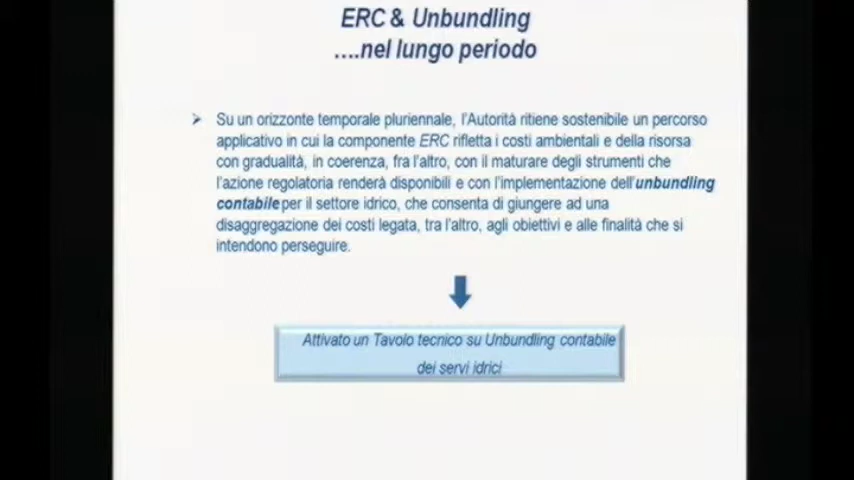 ERC & Unbundling
....nel lungo periodo
➤ Su un orizzonte temporale pluriennale, l'Autorità ritiene sostenibile un percorso
applicativo in cui la componente ERC rifletta i costi ambientali e della risorsa
con gradualità, in coerenza, fra l'altro, con il maturare degli strumenti che
l'azione regolatoria renderà disponibili e con l'implementazione dell'unbundling
contabile per il settore idrico, che consenta di giungere ad una
disaggregazione dei costi legata, tra l'altro, agli obiettivi e alle finalità che si
intendono perseguire.
Attivato un Tavolo tecnico su Unbundling contabile
dei servi idrici